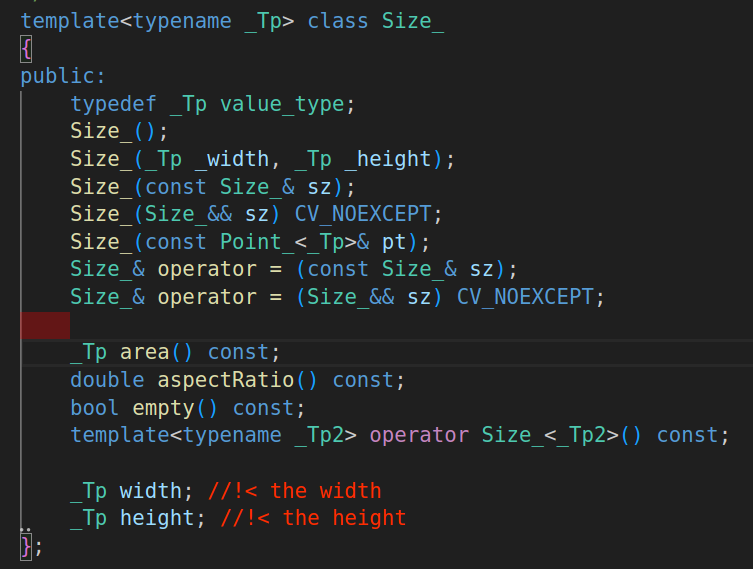 template<typename _Tp> class Size_
{
public:
    typedef _Tp value_type;
    Size_();
    Size_(_Tp _width, _Tp _height);
    Size_(const Size_& sz);
    Size_(Size_&& sz) CV_NOEXCEPT;
    Size_(const Point_<_Tp>& pt);
    Size_& operator = (const Size_& sz);
    Size_& operator = (Size_&& sz) CV_NOEXCEPT;
    _Tp area() const;
    double aspectRatio() const;
    bool empty() const;
    template<typename _Tp2> operator Size_<_Tp2>() const;
    _Tp width; //!< the width
    _Tp height; //!< the height
};